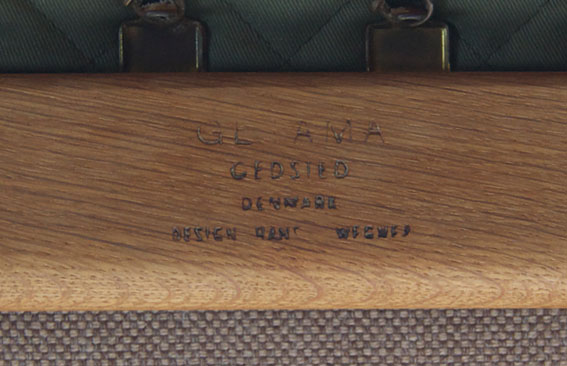 GETAMA
GEDSTED
DENMARK
DESIGN HANS WEGNER